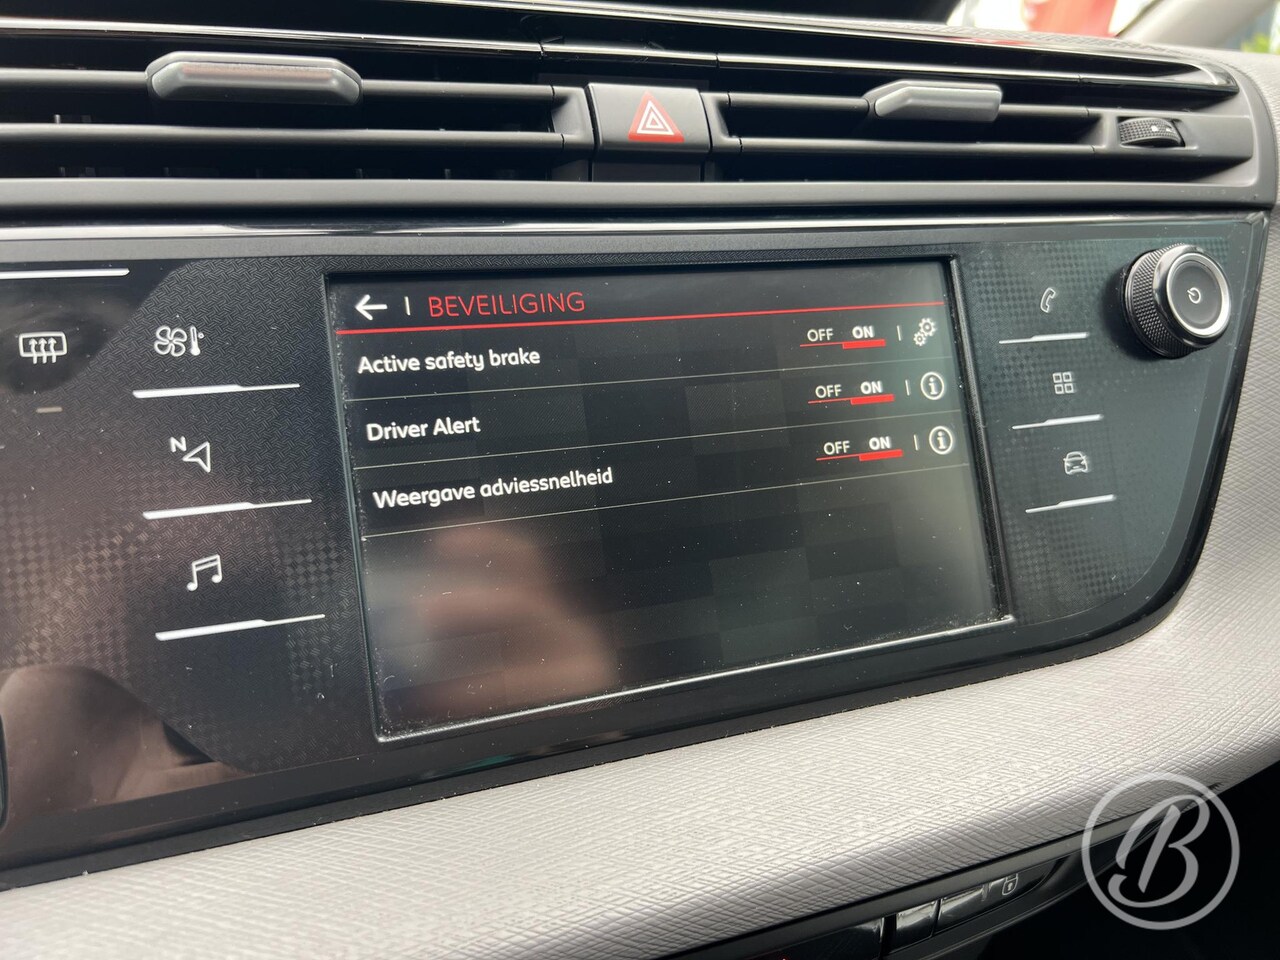 BEVEILIGING
Active safety brake OFF ON
Driver Alert OFF ON i
Weergave adviessnelheid OFF ON i
N
B